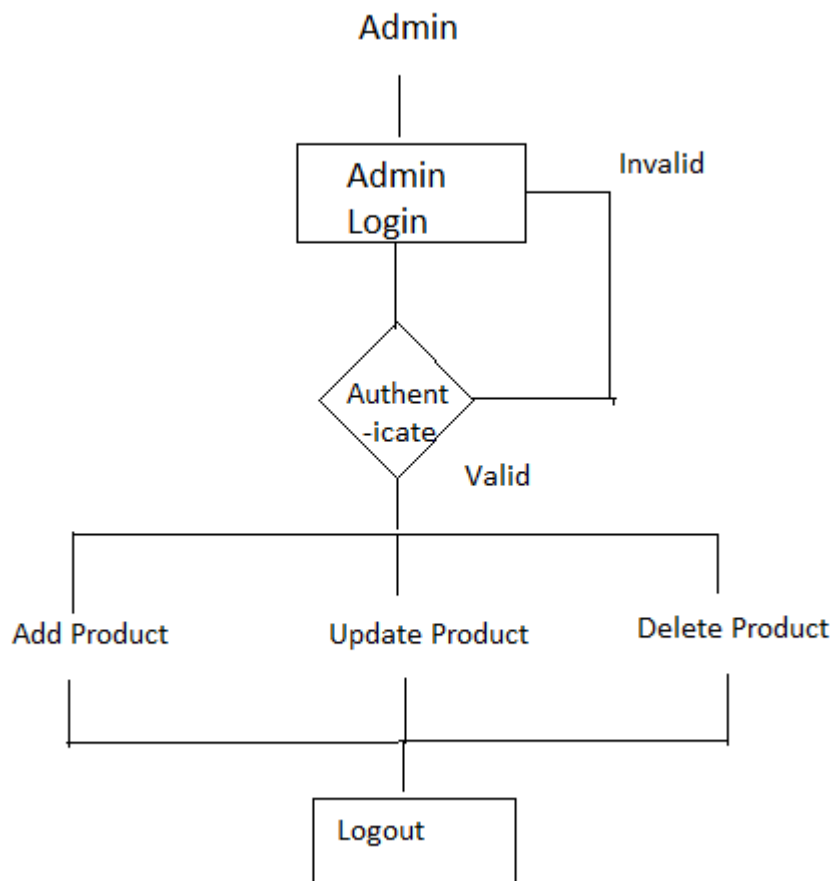 Admin
Admin
Login
Invalid
Authent
-icate
Valid
Add Product
Update Product
Delete Product
Logout